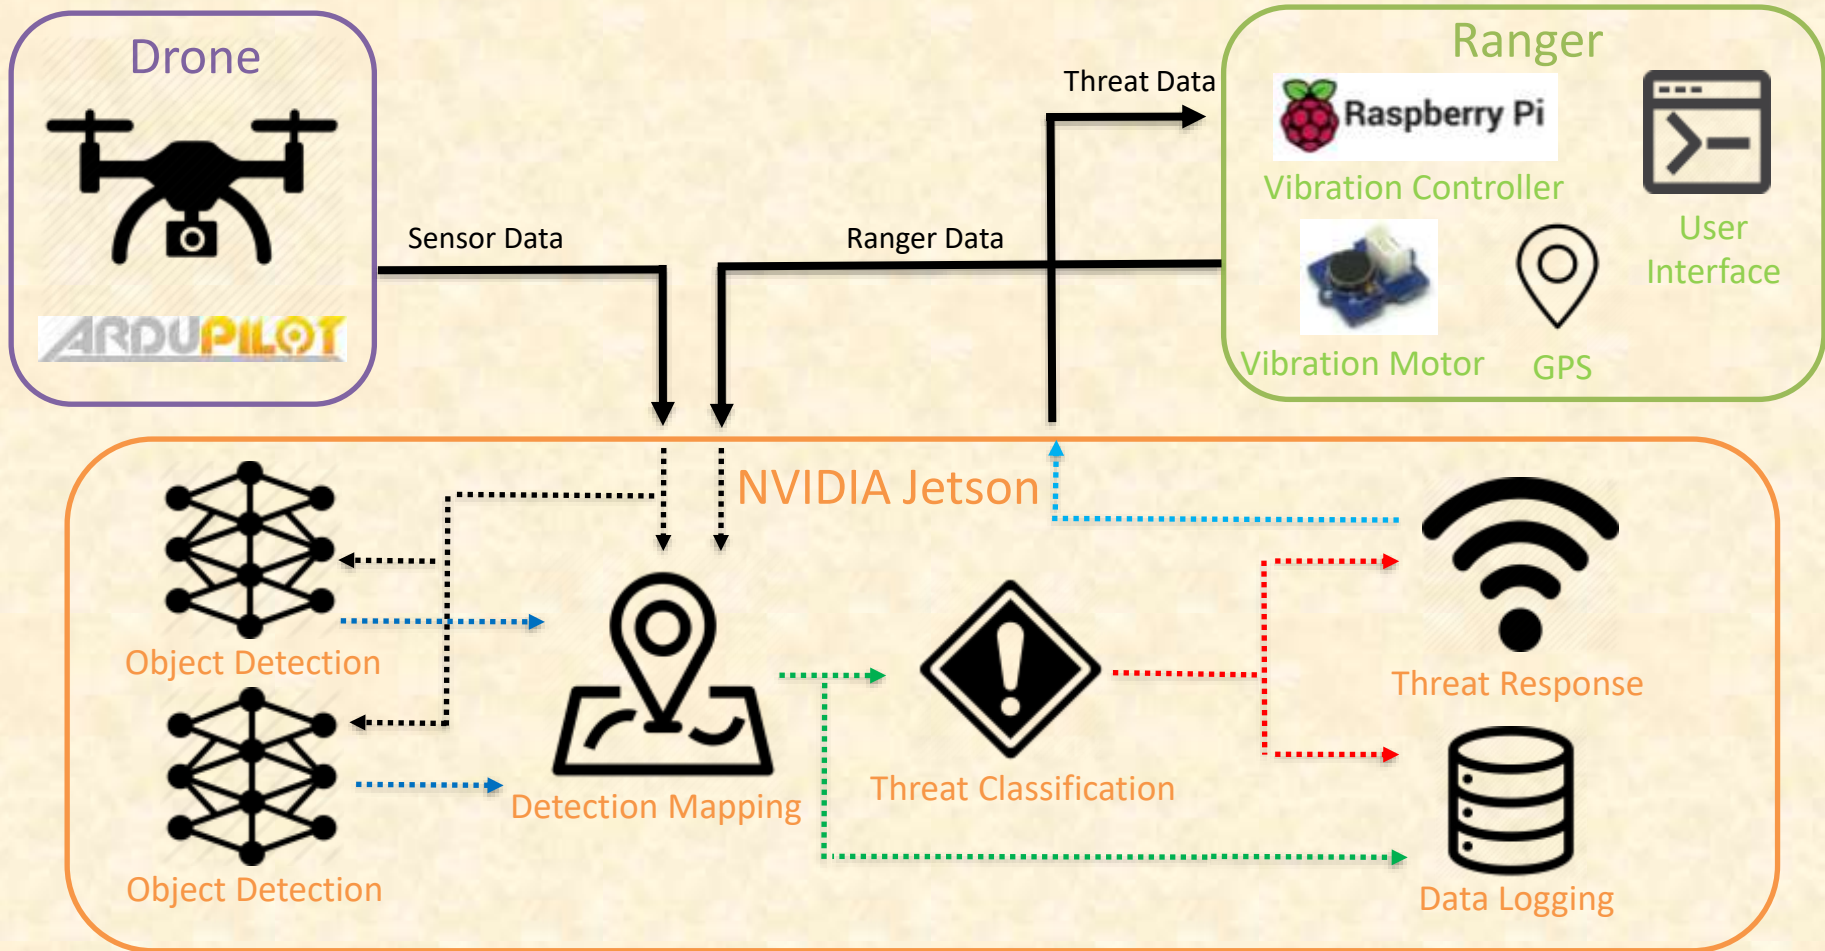 Drone
ARDUPILOT
Sensor Data
Ranger Data
Threat Data
Ranger
Raspberry Pi
Vibration Controller
User
Interface
Vibration Motor
GPS
NVIDIA Jetson
Object Detection
Object Detection
Detection Mapping
Threat Classification
Threat Response
Data Logging